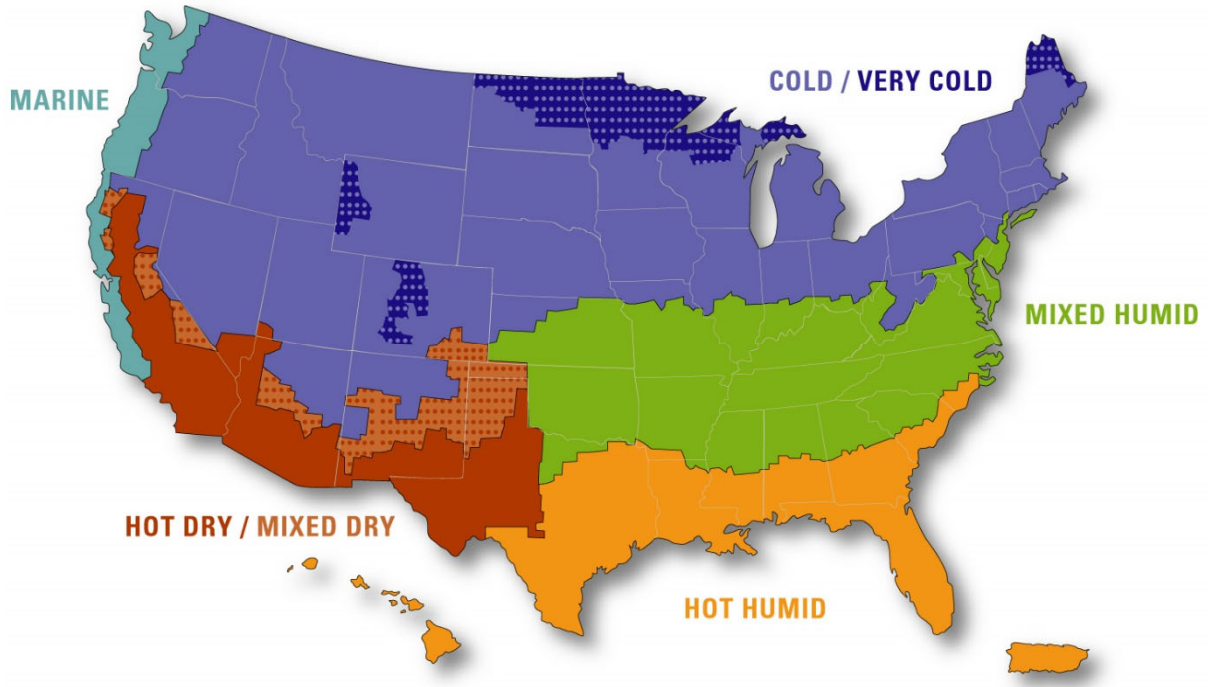 MARINE
COLD / VERY COLD
MIXED HUMID
HOT DRY / MIXED DRY
HOT HUMID